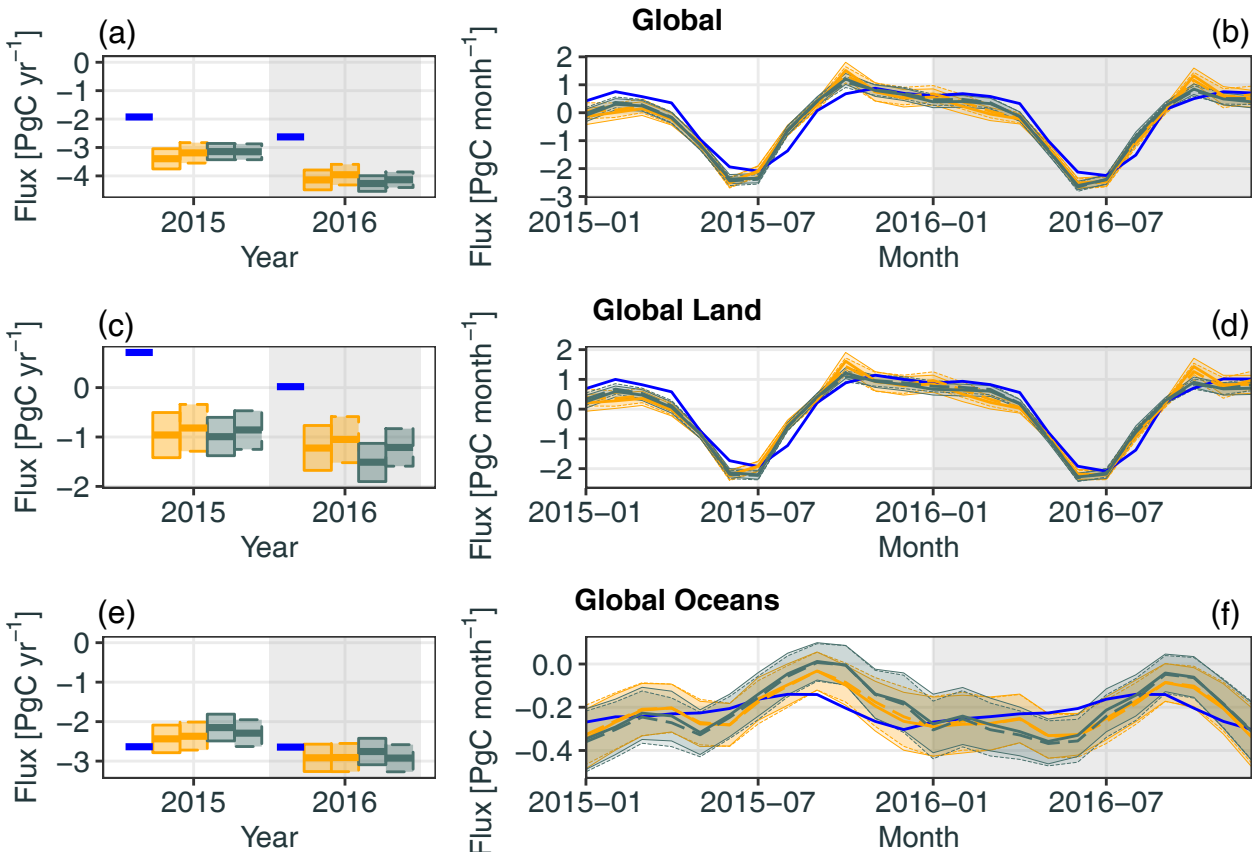 Global
(a)
(b)
Flux [PgC yr⁻¹]
0
−1
−2
−3
−4
2015
2016
Year
Flux [PgC monh⁻¹]
2
1
0
−1
−2
−3
2015−01
2015−07
2016−01
2016−07
Month
Global Land
(c)
(d)
Flux [PgC yr⁻¹]
0
−1
−2
2015
2016
Year
Flux [PgC month⁻¹]
2
1
0
−1
−2
2015−01
2015−07
2016−01
2016−07
Month
Global Oceans
(e)
(f)
Flux [PgC yr⁻¹]
0
−1
−2
−3
2015
2016
Year
Flux [PgC month⁻¹]
0.0
−0.2
−0.4
2015−01
2015−07
2016−01
2016−07
Month